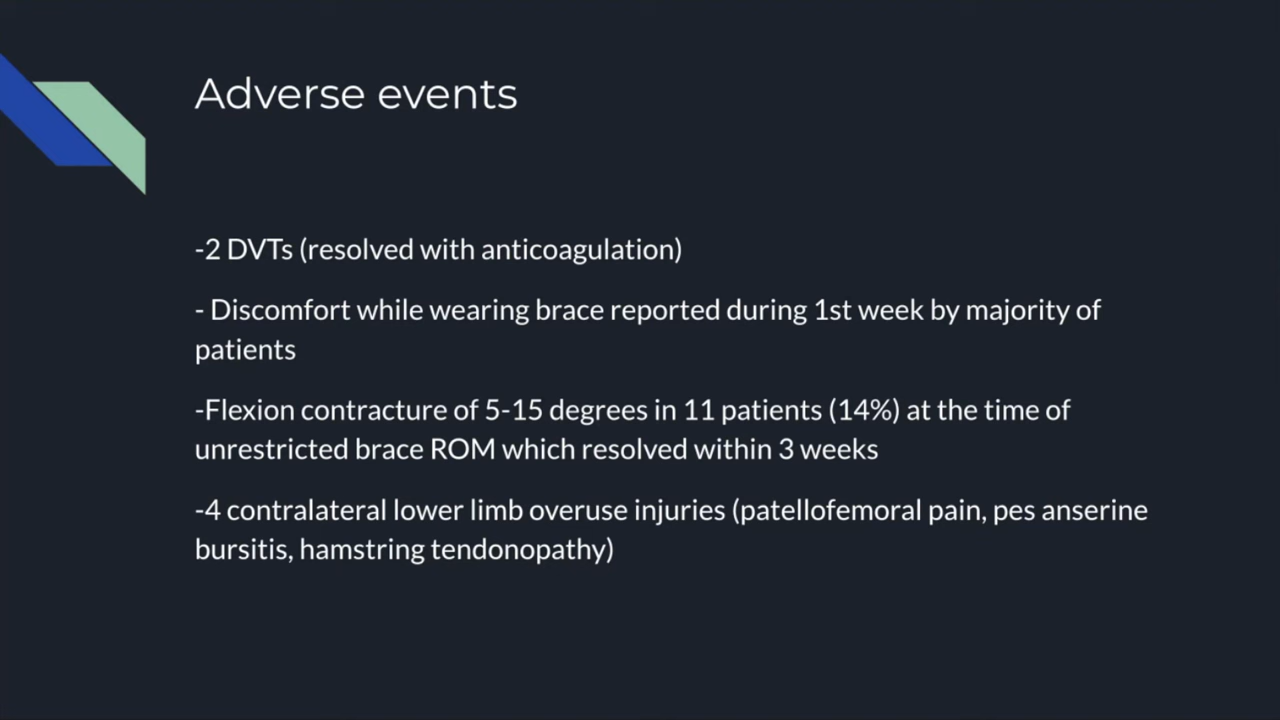 Adverse events
-2 DVTs (resolved with anticoagulation)
- Discomfort while wearing brace reported during 1st week by majority of
patients
-Flexion contracture of 5-15 degrees in 11 patients (14%) at the time of
unrestricted brace ROM which resolved within 3 weeks
-4 contralateral lower limb overuse injuries (patellofemoral pain, pes anserine
bursitis, hamstring tendonopathy)